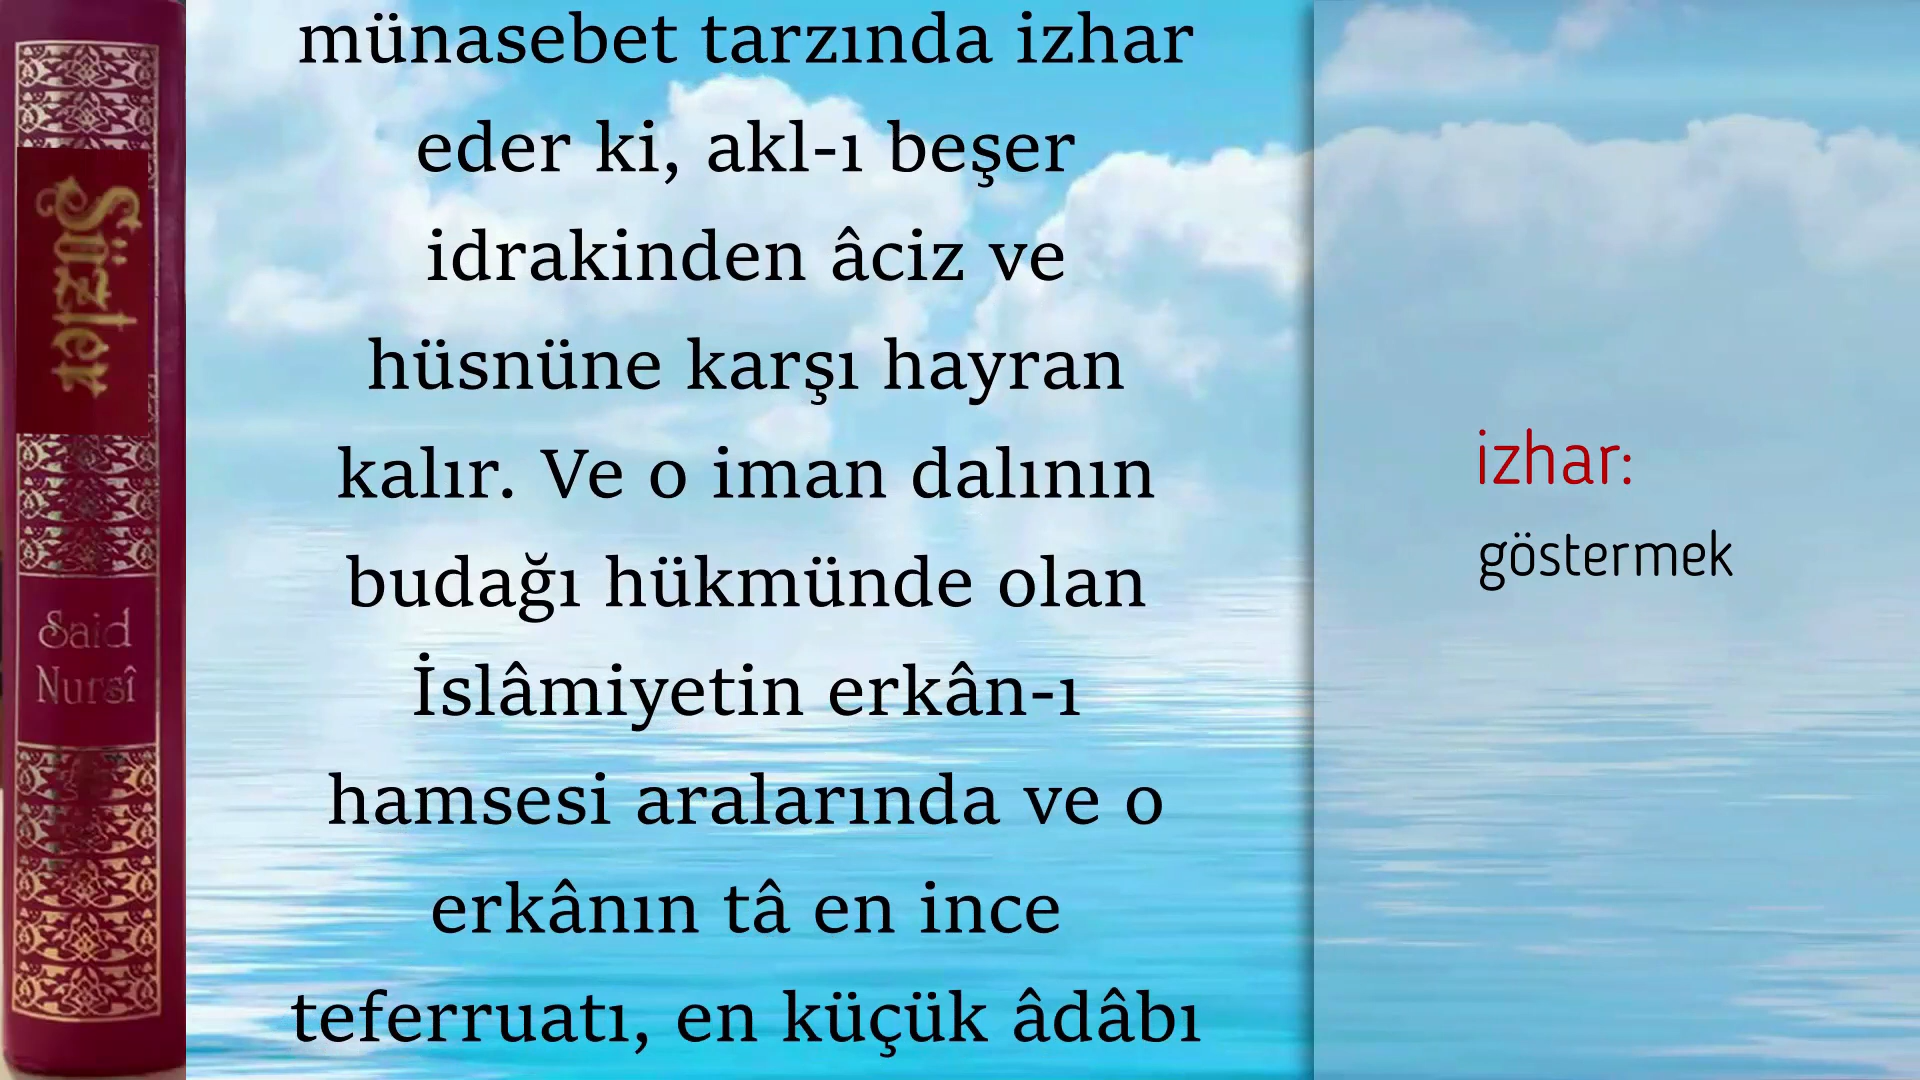 Sözler
Said
Nursî
münasebet tarzında izhar
eder ki, akl-ı beşer
idrakinden âciz ve
hüsnüne karşı hayran
kalır. Ve o iman dalının
budağı hükmünde olan
İslâmiyetin erkân-ı
hamsesi aralarında ve o
erkânın tâ en ince
teferruatı, en küçük âdâbı
izhar:
göstermek